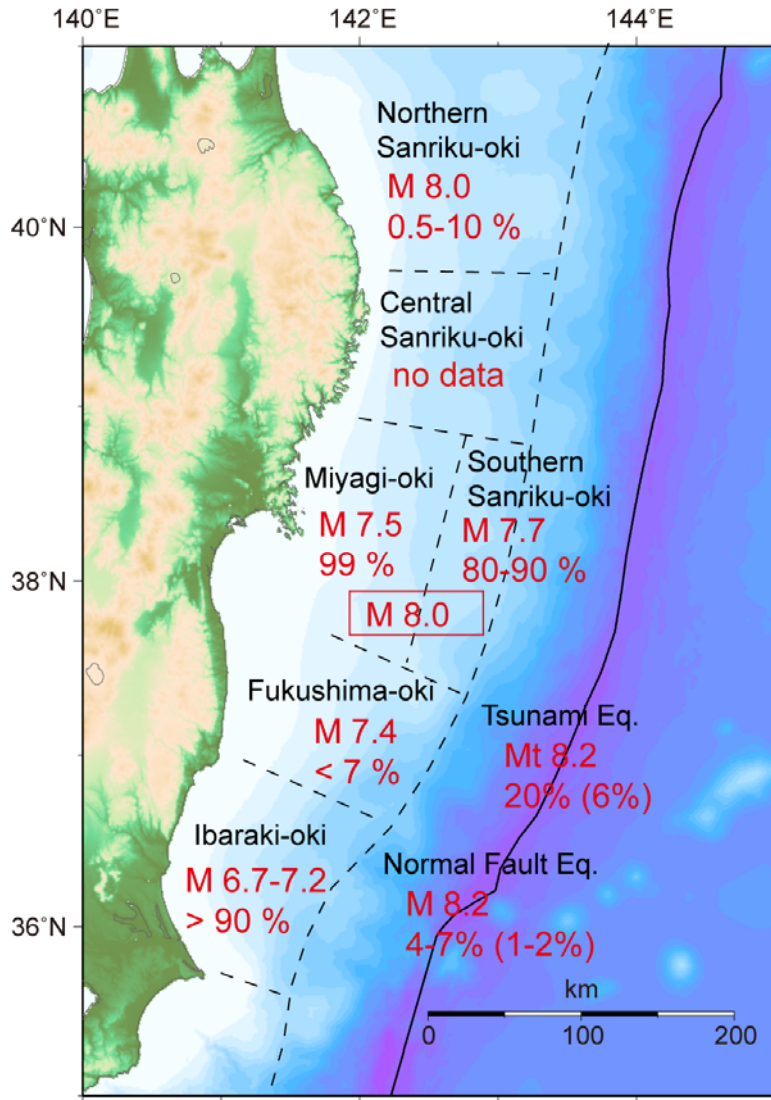 140°E
142°E
144°E
Northern
Sanriku-oki
M 8.0
0.5-10 %
40°N
Central
Sanriku-oki
no data
Miyagi-oki
M 7.5
99 %
Southern
Sanriku-oki
M 7.7
80-90 %
38°N
M 8.0
Fukushima-oki
M 7.4
< 7 %
Tsunami Eq.
Mt 8.2
20% (6%)
Ibaraki-oki
M 6.7-7.2
> 90 %
Normal Fault Eq.
M 8.2
4-7% (1-2%)
36°N
km
0
100
200